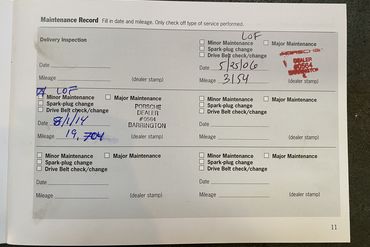 Maintenance Record Fill in date and mileage. Only check off type of service performed.
Delivery Inspection
Date
Mileage (dealer stamp)
LOF
Minor Maintenance Major Maintenance
Spark-plug change
Drive Belt check/change
DEALER
#0564
BARRINGTON
Date 5/25/06
Mileage 3154 (dealer stamp)
LOF
Minor Maintenance Major Maintenance
Spark-plug change
Drive Belt check/change
PORSCHE
DEALER
#0564
BARRINGTON
Date 8/1/14
Mileage 19,704 (dealer stamp)
Minor Maintenance Major Maintenance
Spark-plug change
Drive Belt check/change
Date
Mileage (dealer stamp)
Minor Maintenance Major Maintenance
Spark-plug change
Drive Belt check/change
Date
Mileage (dealer stamp)
Minor Maintenance Major Maintenance
Spark-plug change
Drive Belt check/change
Date
Mileage (dealer stamp)
11